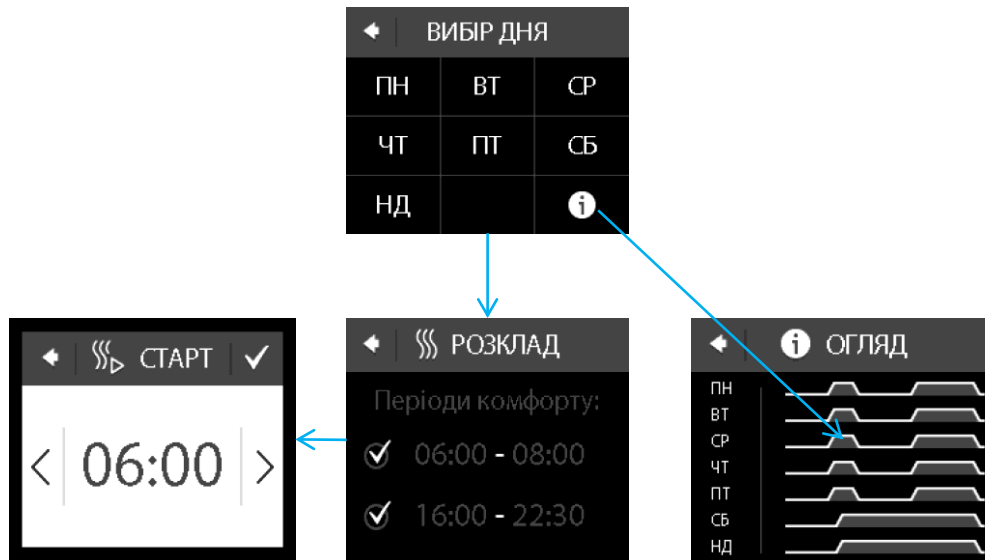 ВИБІР ДНЯ
ПН ВТ СР
ЧТ ПТ СБ
НД
СТАРТ
06:00
РОЗКЛАД
Періоди комфорту:
06:00 - 08:00
16:00 - 22:30
ОГЛЯД
ПН
ВТ
СР
ЧТ
ПТ
СБ
НД